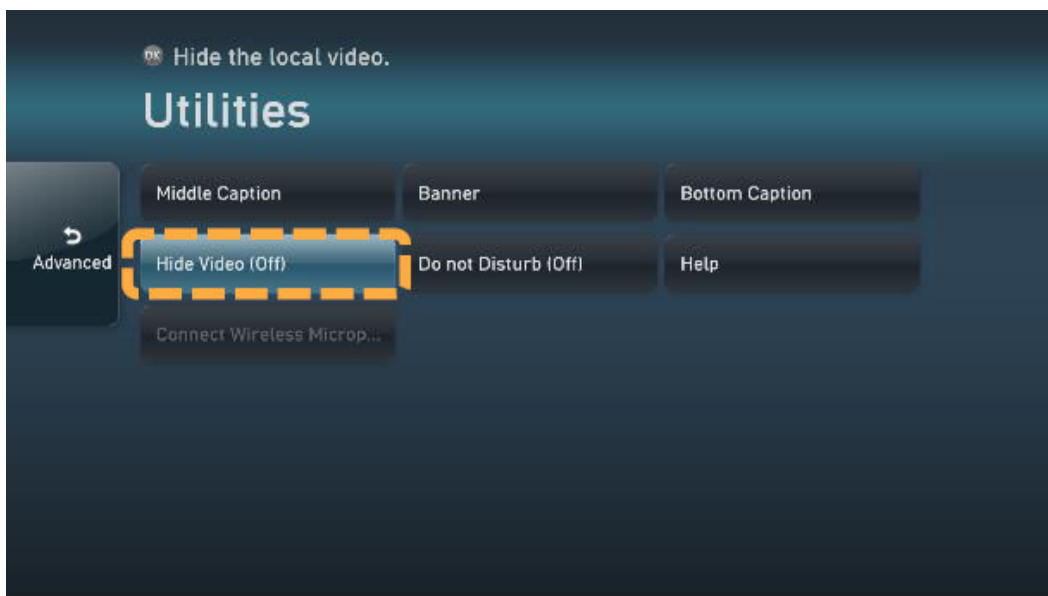 OK Hide the local video.
Utilities
Middle Caption
Banner
Bottom Caption
Advanced
Hide Video (Off)
Do not Disturb (Off)
Help
Connect Wireless Microp...